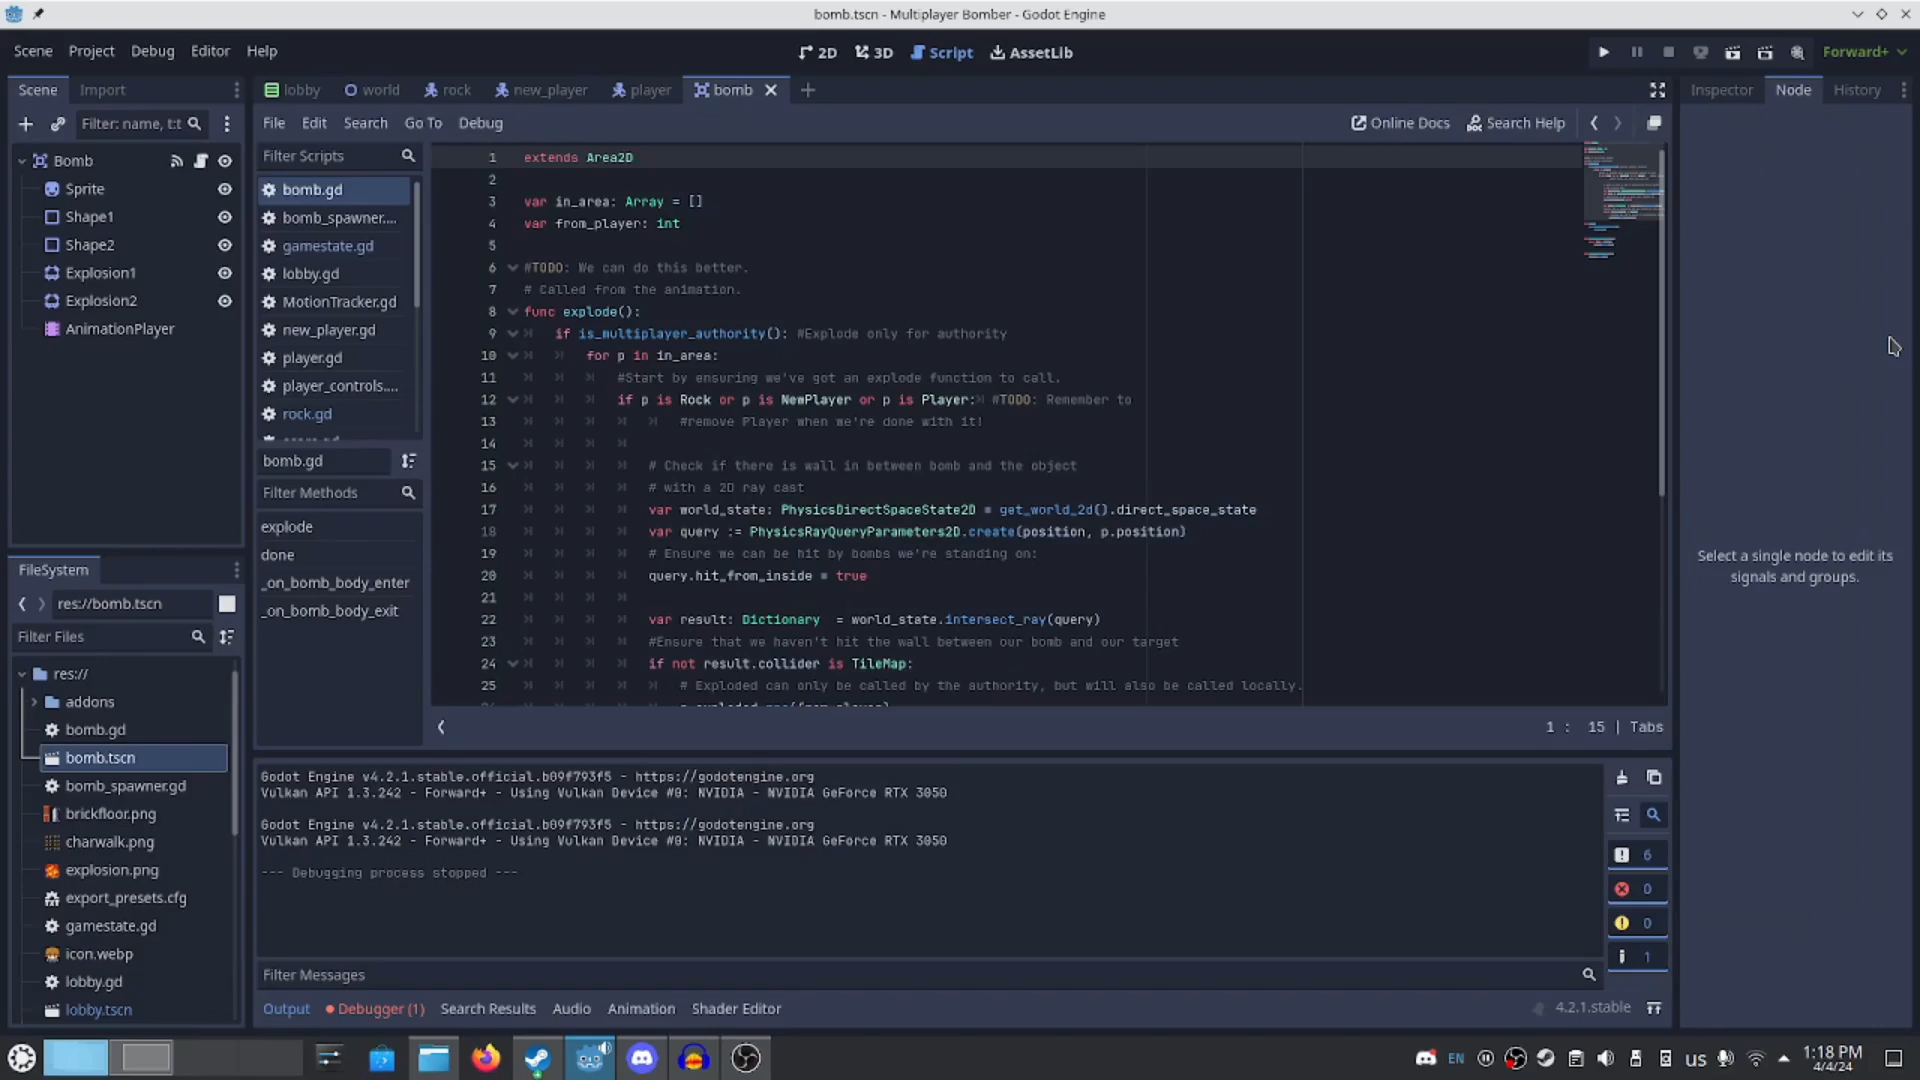 bomb.tscn - Multiplayer Bomber - Godot Engine
Scene Project Debug Editor Help
2D 3D Script AssetLib
Forward+
Scene Import
lobby world rock new_player player bomb
Inspector Node History
Filter: name, t:t
File Edit Search Go To Debug
Online Docs Search Help
Bomb
Sprite
Shape1
Shape2
Explosion1
Explosion2
AnimationPlayer
Filter Scripts
bomb.gd
bomb_spawner....
gamestate.gd
lobby.gd
MotionTracker.gd
new_player.gd
player.gd
player_controls....
rock.gd
bomb.gd
Filter Methods
explode
done
_on_bomb_body_enter
_on_bomb_body_exit
1 extends Area2D
2
3 var in_area: Array = []
4 var from_player: int
5
6 #TODO: We can do this better.
7 # Called from the animation.
8 func explode():
9 if is_multiplayer_authority(): #Explode only for authority
10 for p in in_area:
11 #Start by ensuring we've got an explode function to call.
12 if p is Rock or p is NewPlayer or p is Player: #TODO: Remember to
13 #remove Player when we're done with it!
14
15 # Check if there is wall in between bomb and the object
16 # with a 2D ray cast
17 var world_state: PhysicsDirectSpaceState2D = get_world_2d().direct_space_state
18 var query := PhysicsRayQueryParameters2D.create(position, p.position)
19 # Ensure we can be hit by bombs we're standing on:
20 query.hit_from_inside = true
21
22 var result: Dictionary = world_state.intersect_ray(query)
23 #Ensure that we haven't hit the wall between our bomb and our target
24 if not result.collider is TileMap:
25 # Exploded can only be called by the authority, but will also be called locally.
1 : 15 | Tabs
Select a single node to edit its
signals and groups.
FileSystem
res://bomb.tscn
Filter Files
res://
addons
bomb.gd
bomb.tscn
bomb_spawner.gd
brickfloor.png
charwalk.png
explosion.png
export_presets.cfg
gamestate.gd
icon.webp
lobby.gd
lobby.tscn
Godot Engine v4.2.1.stable.official.b09f793f5 - https://godotengine.org
Vulkan API 1.3.242 - Forward+ - Using Vulkan Device #0: NVIDIA - NVIDIA GeForce RTX 3050
Godot Engine v4.2.1.stable.official.b09f793f5 - https://godotengine.org
Vulkan API 1.3.242 - Forward+ - Using Vulkan Device #0: NVIDIA - NVIDIA GeForce RTX 3050
--- Debugging process stopped ---
6
0
0
1
Filter Messages
Output Debugger (1) Search Results Audio Animation Shader Editor
4.2.1.stable
EN
us
1:18 PM
4/4/24